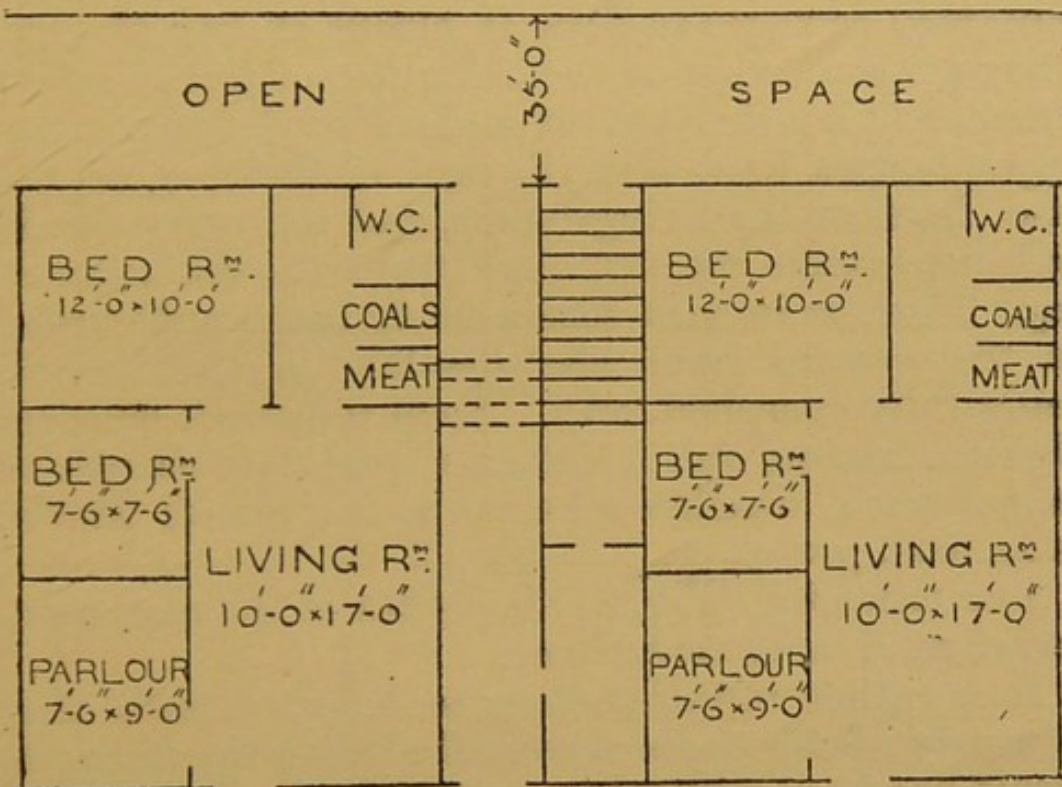 35'-0"
OPEN SPACE
W.C.
BED Rᵐ.
12'-0" × 10'-0"
COALS
MEAT
BED Rᵐ
7'-6" × 7'-6"
LIVING Rᵐ.
10'-0" × 17'-0"
PARLOUR
7'-6" × 9'-0"
W.C.
BED Rᵐ.
12'-0" × 10'-0"
COALS
MEAT
BED Rᵐ
7'-6" × 7'-6"
LIVING Rᵐ
10'-0" × 17'-0"
PARLOUR
7'-6" × 9'-0"